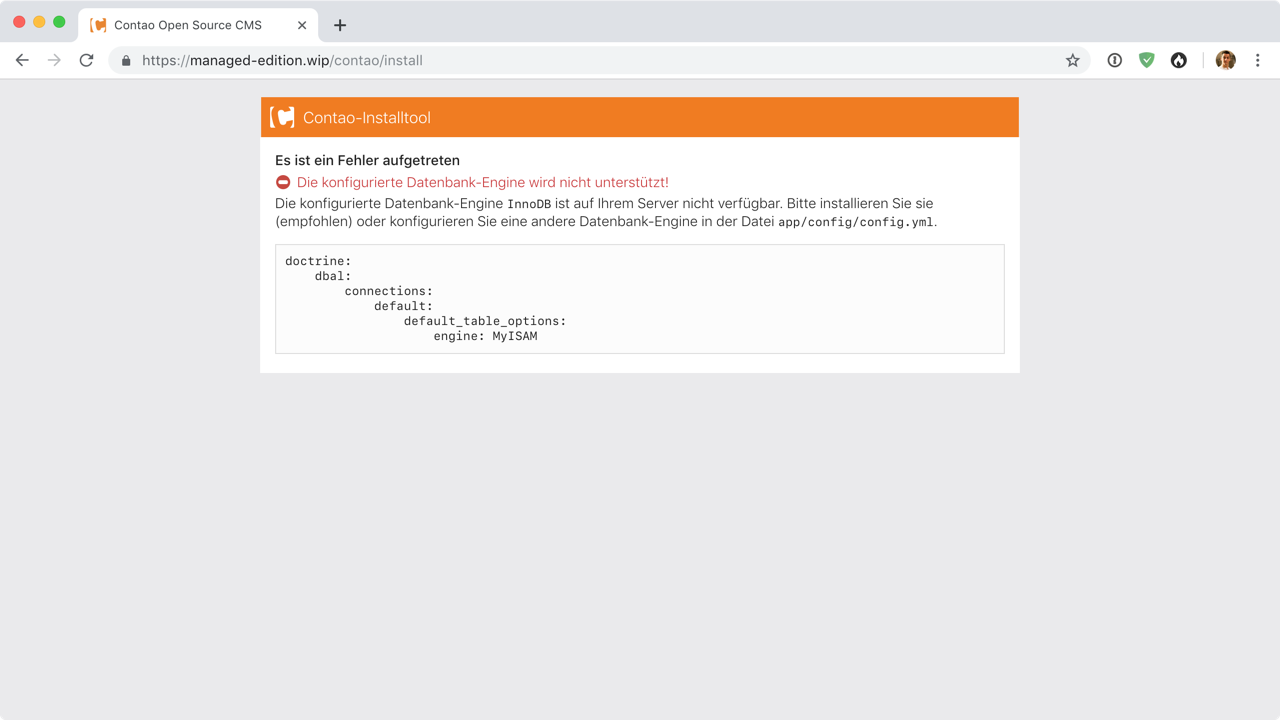 Contao Open Source CMS
https://managed-edition.wip/contao/install
Contao-Installtool
Es ist ein Fehler aufgetreten
Die konfigurierte Datenbank-Engine wird nicht unterstützt!
Die konfigurierte Datenbank-Engine InnoDB ist auf Ihrem Server nicht verfügbar. Bitte installieren Sie sie
(empfohlen) oder konfigurieren Sie eine andere Datenbank-Engine in der Datei app/config/config.yml.
doctrine:
    dbal:
        connections:
            default:
                default_table_options:
                    engine: MyISAM